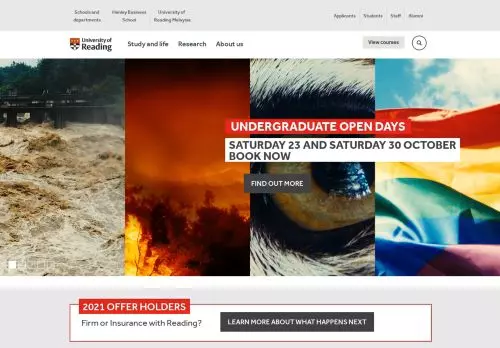 Schools and departments
Henley Business School
University of Reading Malaysia
Applicants
Students
Staff
Alumni
University of Reading
Study and life
Research
About us
View courses
UNDERGRADUATE OPEN DAYS
SATURDAY 23 AND SATURDAY 30 OCTOBER
BOOK NOW
FIND OUT MORE
2021 OFFER HOLDERS
Firm or Insurance with Reading?
LEARN MORE ABOUT WHAT HAPPENS NEXT